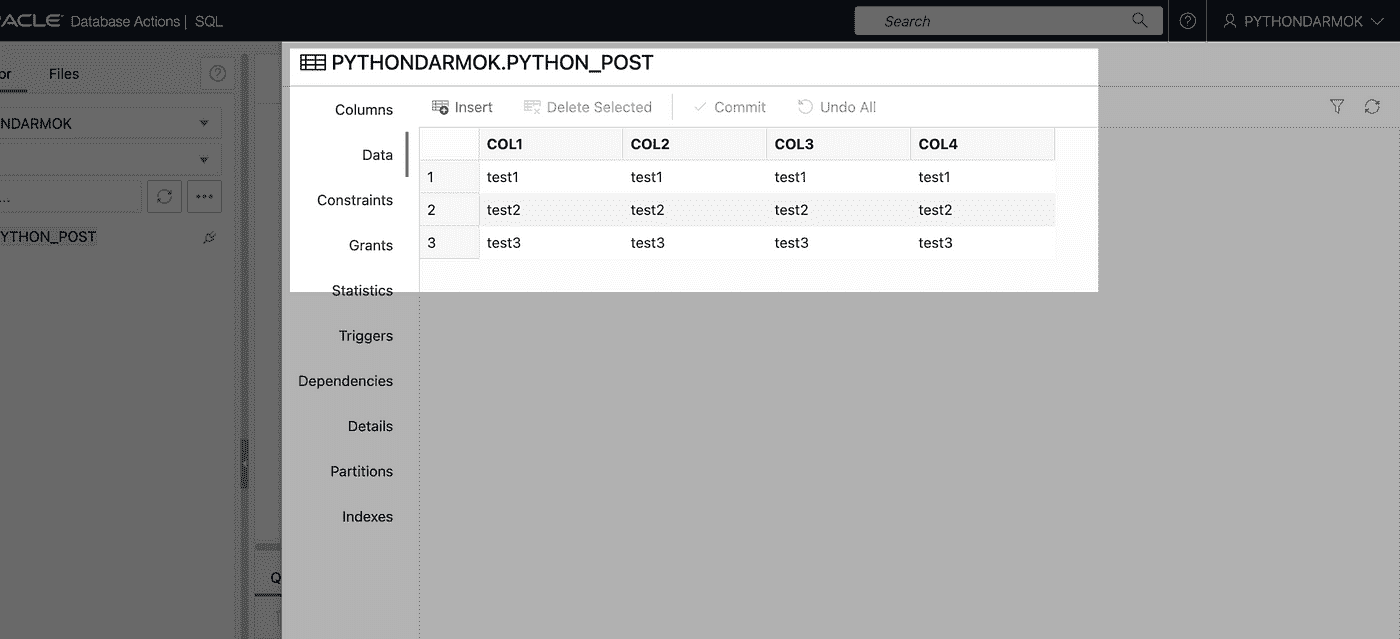 ACLE Database Actions | SQL Search PYTHONDARMOK
or Files
NDARMOK
...
YTHON_POST
PYTHONDARMOK.PYTHON_POST
Columns
Data
Constraints
Grants
Statistics
Triggers
Dependencies
Details
Partitions
Indexes
Insert Delete Selected Commit Undo All
COL1 COL2 COL3 COL4
1 test1 test1 test1 test1
2 test2 test2 test2 test2
3 test3 test3 test3 test3
Q